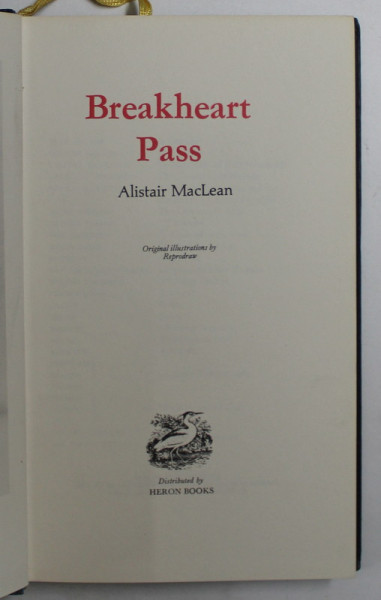 Breakheart
Pass
Alistair MacLean
Original illustrations by
Reprodraw
Distributed by
HERON BOOKS